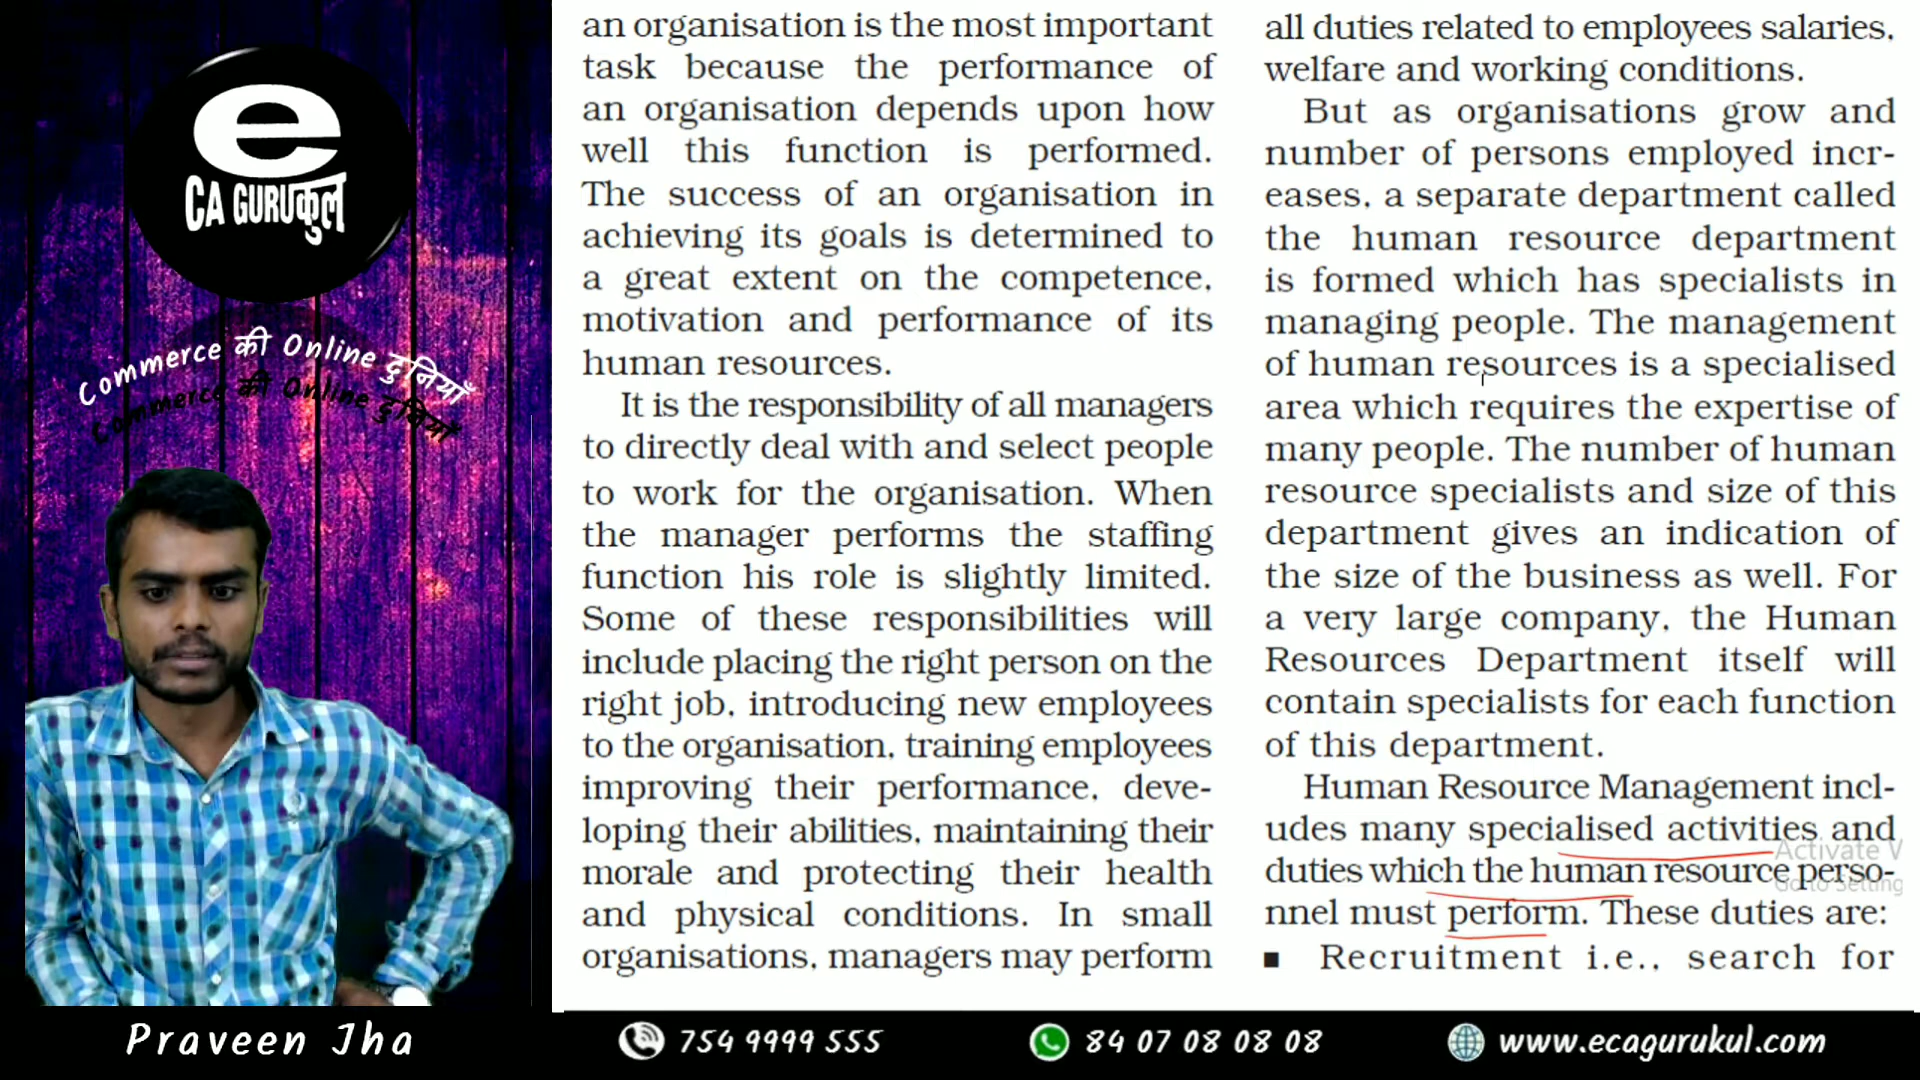 e
CA GURUकुल
Commerce की Online दुनियाँ
Commerce की Online दुनियाँ
an organisation is the most important
task because the performance of
an organisation depends upon how
well this function is performed.
The success of an organisation in
achieving its goals is determined to
a great extent on the competence,
motivation and performance of its
human resources.
It is the responsibility of all managers
to directly deal with and select people
to work for the organisation. When
the manager performs the staffing
function his role is slightly limited.
Some of these responsibilities will
include placing the right person on the
right job, introducing new employees
to the organisation, training employees
improving their performance, deve-
loping their abilities, maintaining their
morale and protecting their health
and physical conditions. In small
organisations, managers may perform
all duties related to employees salaries,
welfare and working conditions.
But as organisations grow and
number of persons employed incr-
eases, a separate department called
the human resource department
is formed which has specialists in
managing people. The management
of human resources is a specialised
area which requires the expertise of
many people. The number of human
resource specialists and size of this
department gives an indication of
the size of the business as well. For
a very large company, the Human
Resources Department itself will
contain specialists for each function
of this department.
Human Resource Management incl-
udes many specialised activities and
duties which the human resource perso-
nnel must perform. These duties are:
■ Recruitment i.e., search for
Activate V
Go to Setting
Praveen Jha
754 9999 555
84 07 08 08 08
www.ecagurukul.com